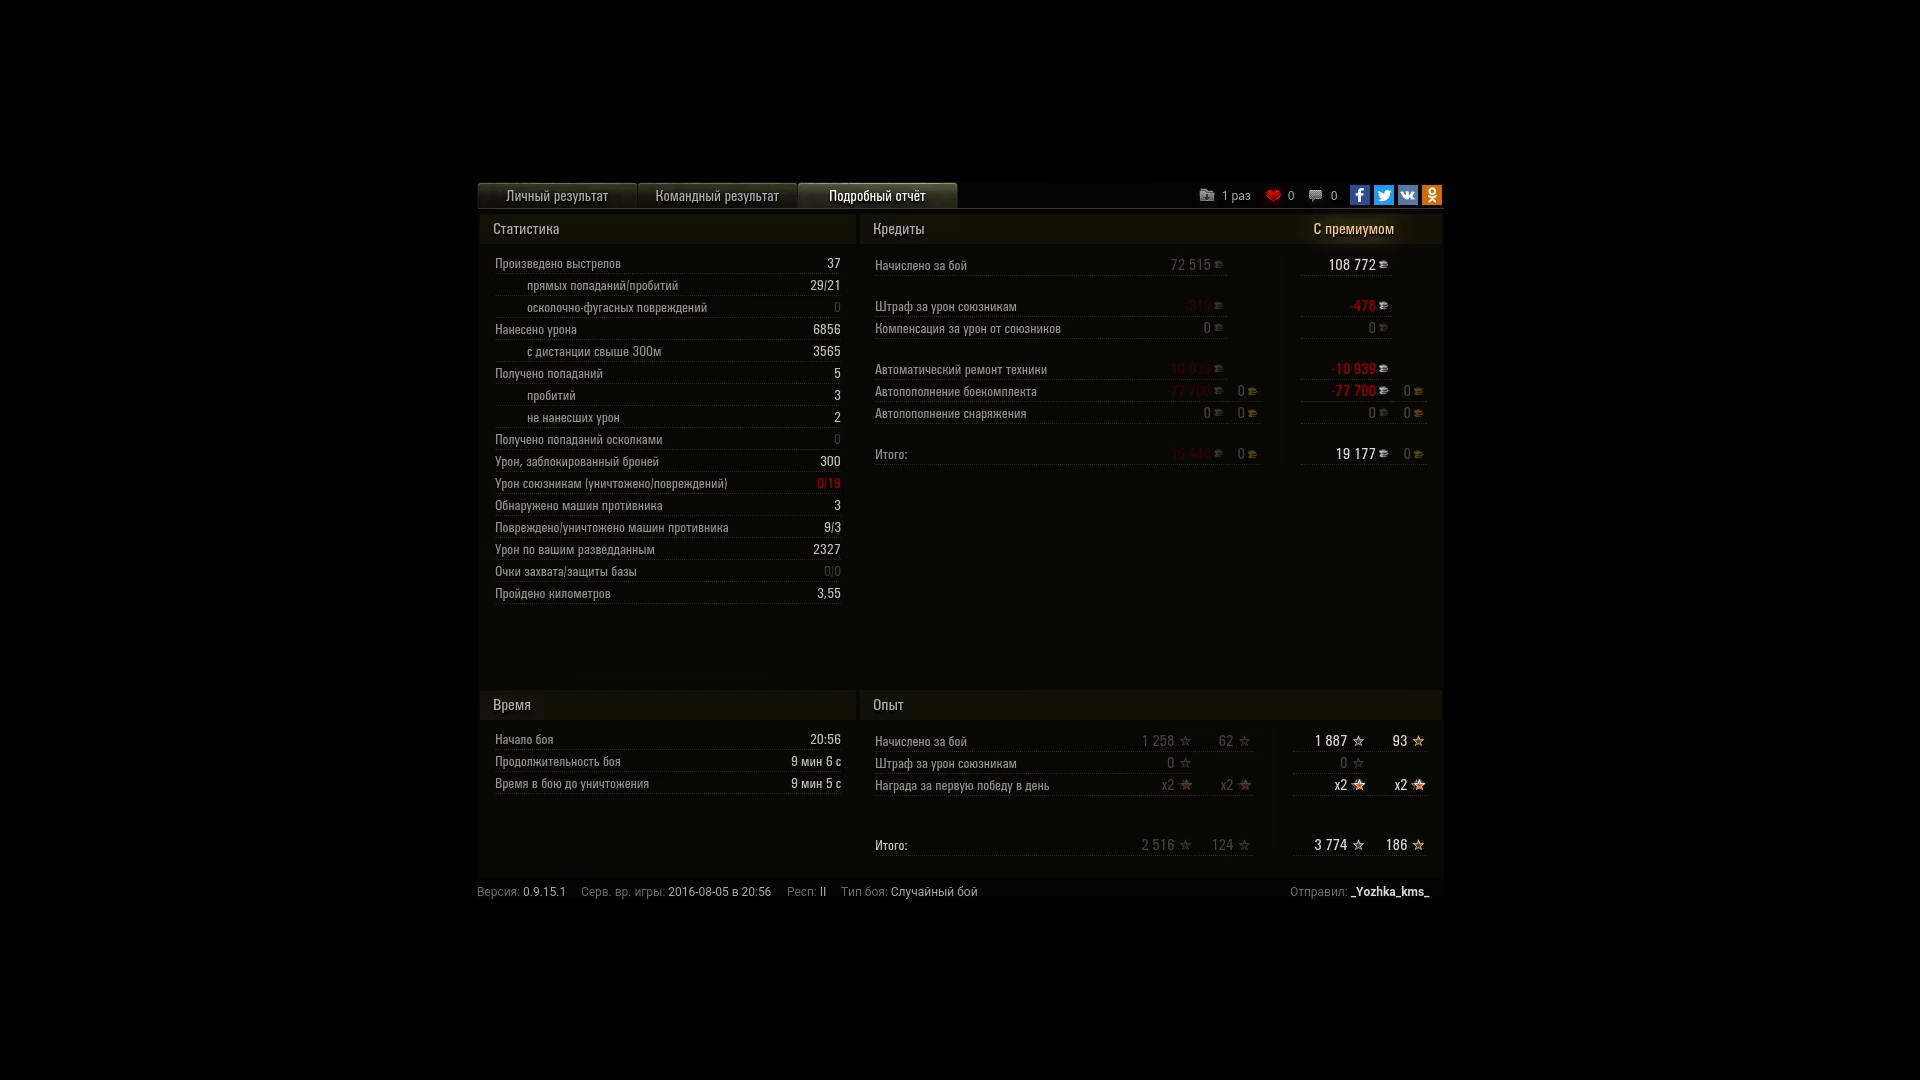 Личный результат Командный результат Подробный отчёт 1 раз 0 0
Статистика
Произведено выстрелов 37
прямых попаданий/пробитий 29/21
осколочно-фугасных повреждений 0
Нанесено урона 6856
с дистанции свыше 300м 3565
Получено попаданий 5
пробитий 3
не нанесших урон 2
Получено попаданий осколками 0
Урон, заблокированный броней 300
Урон союзникам (уничтожено/повреждений) 0/19
Обнаружено машин противника 3
Повреждено/уничтожено машин противника 9/3
Урон по вашим разведданным 2327
Очки захвата/защиты базы 0/0
Пройдено километров 3,55
Кредиты С премиумом
Начислено за бой 72 515 108 772
Штраф за урон союзникам -319 -478
Компенсация за урон от союзников 0 0
Автоматический ремонт техники -10 939 -10 939
Автопополнение боекомплекта -77 700 0 -77 700 0
Автопополнение снаряжения 0 0 0 0
Итого: 0 19 177 0
Время
Начало боя 20:56
Продолжительность боя 9 мин 6 с
Время в бою до уничтожения 9 мин 5 с
Опыт
Начислено за бой 1 258 62 1 887 93
Штраф за урон союзникам 0 0
Награда за первую победу в день x2 x2 x2 x2
Итого: 2 516 124 3 774 186
Версия: 0.9.15.1 Серв. вр. игры: 2016-08-05 в 20:56 Респ: II Тип боя: Случайный бой Отправил: _Yozhka_kms_